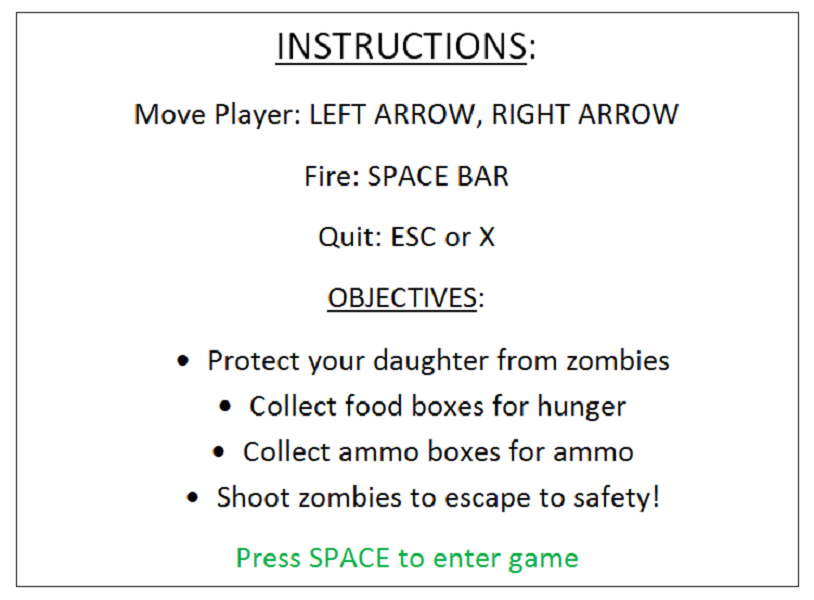 INSTRUCTIONS:
Move Player: LEFT ARROW, RIGHT ARROW
Fire: SPACE BAR
Quit: ESC or X
OBJECTIVES:
• Protect your daughter from zombies
• Collect food boxes for hunger
• Collect ammo boxes for ammo
• Shoot zombies to escape to safety!
Press SPACE to enter game